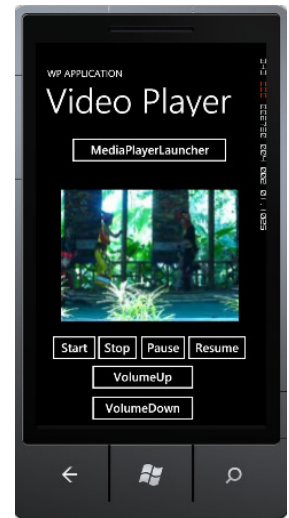 WP APPLICATION
Video Player
MediaPlayerLauncher
Start Stop Pause Resume
VolumeUp
VolumeDown